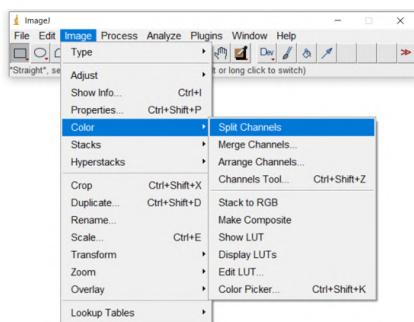 ImageJ
File Edit Image Process Analyze Plugins Window Help
Dev
"Straight", se
t or long click to switch)
Type
Adjust
Show Info... Ctrl+I
Properties... Ctrl+Shift+P
Color
Stacks
Hyperstacks
Crop Ctrl+Shift+X
Duplicate... Ctrl+Shift+D
Rename...
Scale... Ctrl+E
Transform
Zoom
Overlay
Lookup Tables
Split Channels
Merge Channels...
Arrange Channels...
Channels Tool... Ctrl+Shift+Z
Stack to RGB
Make Composite
Show LUT
Display LUTs
Edit LUT...
Color Picker... Ctrl+Shift+K